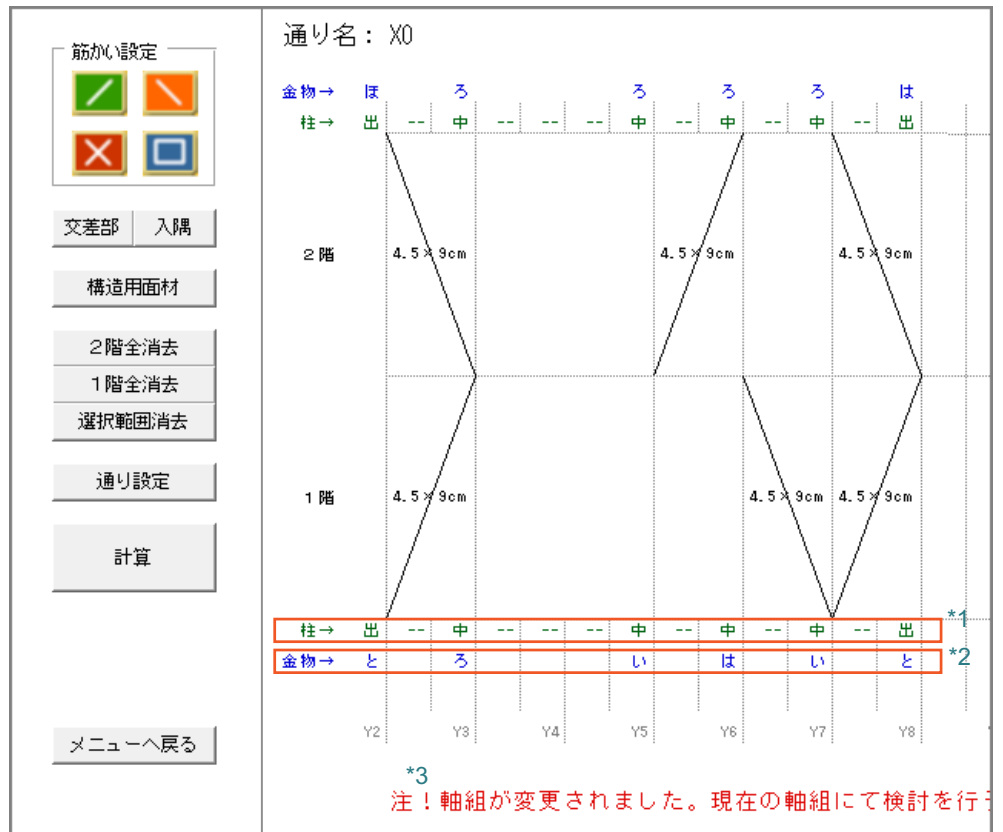 筋かい設定
交差部 入隅
構造用面材
2階全消去
1階全消去
選択範囲消去
通り設定
計算
メニューへ戻る
通り名： X0
金物→ ほ ろ ろ ろ ろ は
柱→ 出 -- 中 -- -- -- 中 -- 中 -- 中 -- 出
2階 4.5×9cm 4.5×9cm 4.5×9cm
1階 4.5×9cm 4.5×9cm 4.5×9cm
*1
柱→ 出 -- 中 -- -- -- 中 -- 中 -- 中 -- 出
*2
金物→ と ろ い は い と
Y2 Y3 Y4 Y5 Y6 Y7 Y8
*3
注！軸組が変更されました。現在の軸組にて検討を行